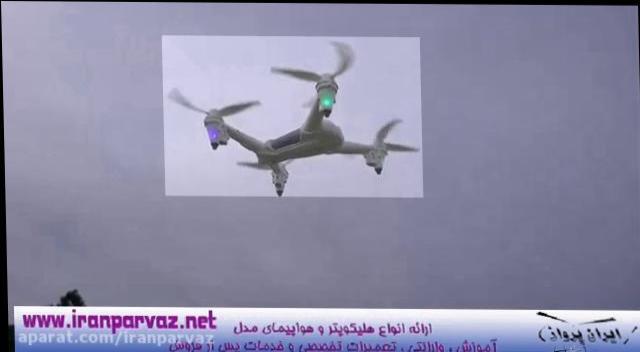 www.iranparvaz.net
ارائه انواع هلیکوپتر و هواپیمای مدل
ایران پرواز
aparat.com/iranparvaz
آموزش ، وارانتی ، تعمیرات تخصصی و خدمات پس از فروش